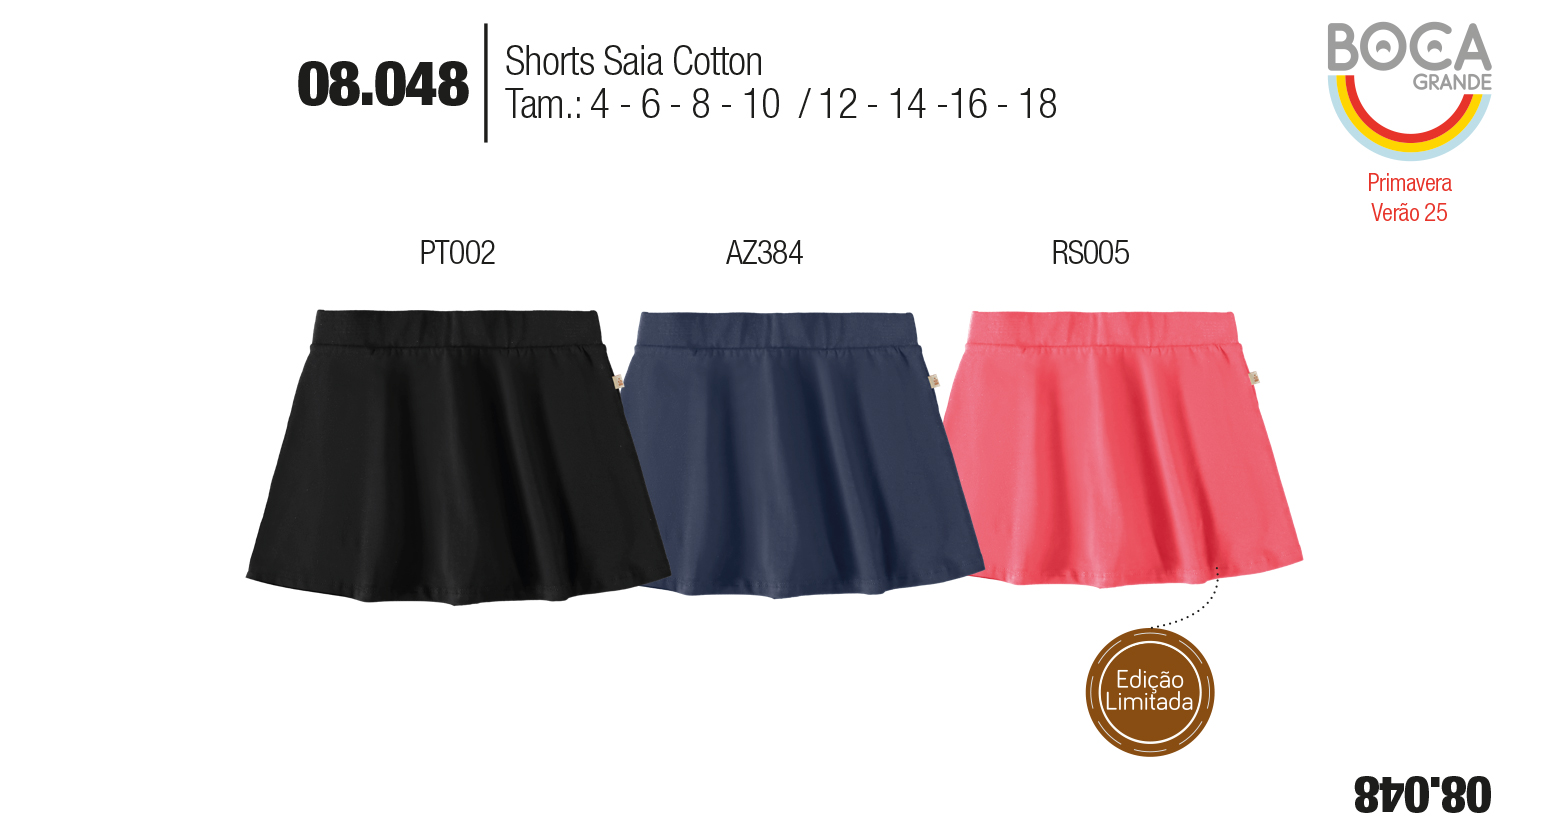 08.048
Shorts Saia Cotton
Tam.: 4 - 6 - 8 - 10 / 12 - 14 -16 - 18
BOCA
GRANDE
Primavera
Verão 25
PT002
AZ384
RS005
Edição
Limitada
08.048